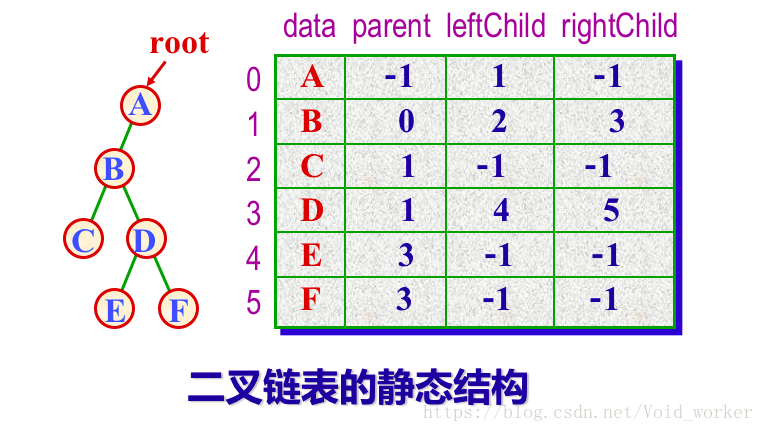 root
A
B
C D
E F
data parent leftChild rightChild
0 A -1 1 -1
1 B 0 2 3
2 C 1 -1 -1
3 D 1 4 5
4 E 3 -1 -1
5 F 3 -1 -1
二叉链表的静态结构
https://blog.csdn.net/Void_worker